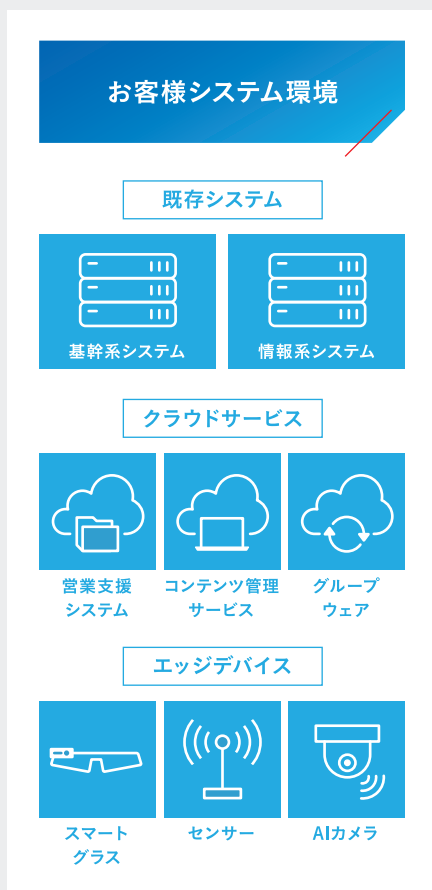 お客様システム環境
既存システム
基幹系システム
情報系システム
クラウドサービス
営業支援
システム
コンテンツ管理
サービス
グループ
ウェア
エッジデバイス
スマート
グラス
センサー
AIカメラ